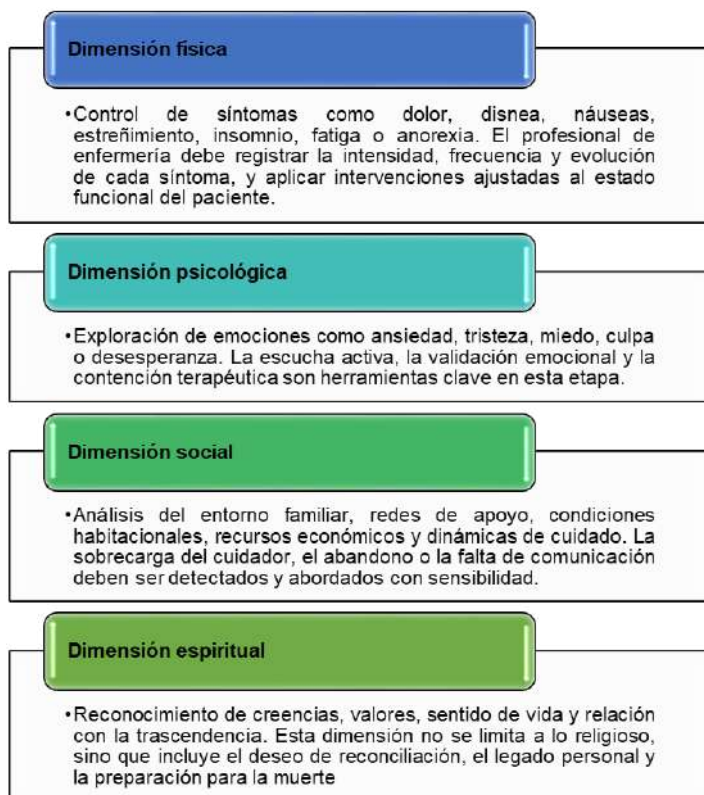 Dimensión física
•Control de síntomas como dolor, disnea, náuseas,
estreñimiento, insomnio, fatiga o anorexia. El profesional de
enfermería debe registrar la intensidad, frecuencia y evolución
de cada síntoma, y aplicar intervenciones ajustadas al estado
funcional del paciente.
Dimensión psicológica
•Exploración de emociones como ansiedad, tristeza, miedo, culpa
o desesperanza. La escucha activa, la validación emocional y la
contención terapéutica son herramientas clave en esta etapa.
Dimensión social
•Análisis del entorno familiar, redes de apoyo, condiciones
habitacionales, recursos económicos y dinámicas de cuidado. La
sobrecarga del cuidador, el abandono o la falta de comunicación
deben ser detectados y abordados con sensibilidad.
Dimensión espiritual
•Reconocimiento de creencias, valores, sentido de vida y relación
con la trascendencia. Esta dimensión no se limita a lo religioso,
sino que incluye el deseo de reconciliación, el legado personal y
la preparación para la muerte